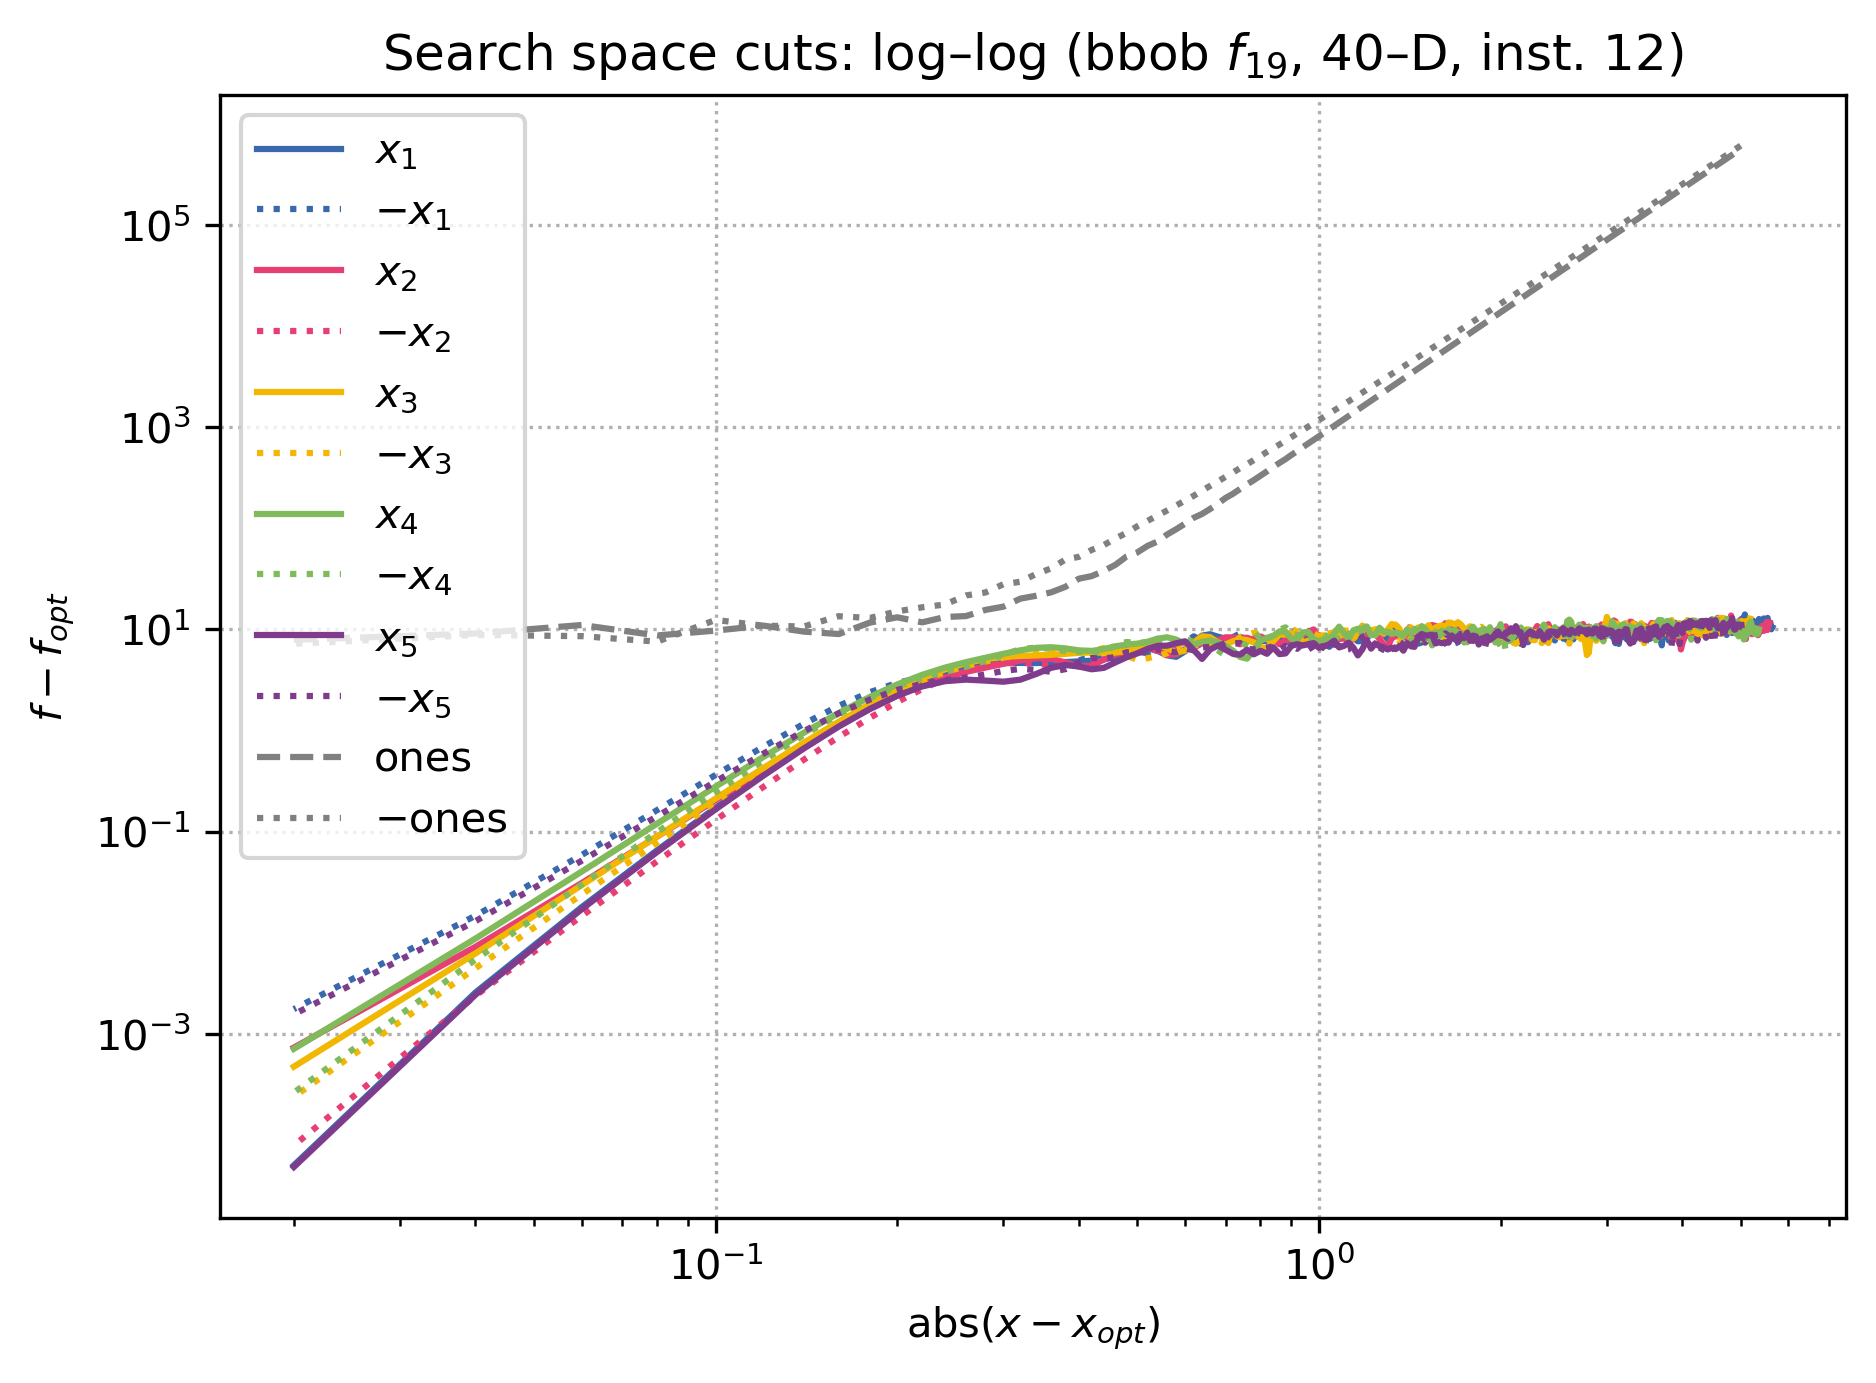 Search space cuts: log–log (bbob f19, 40–D, inst. 12)
x1
−x1
x2
−x2
x3
−x3
x4
−x4
x5
−x5
ones
−ones
10^5
10^3
10^1
10^−1
10^−3
f − fopt
10^−1
10^0
abs(x − xopt)